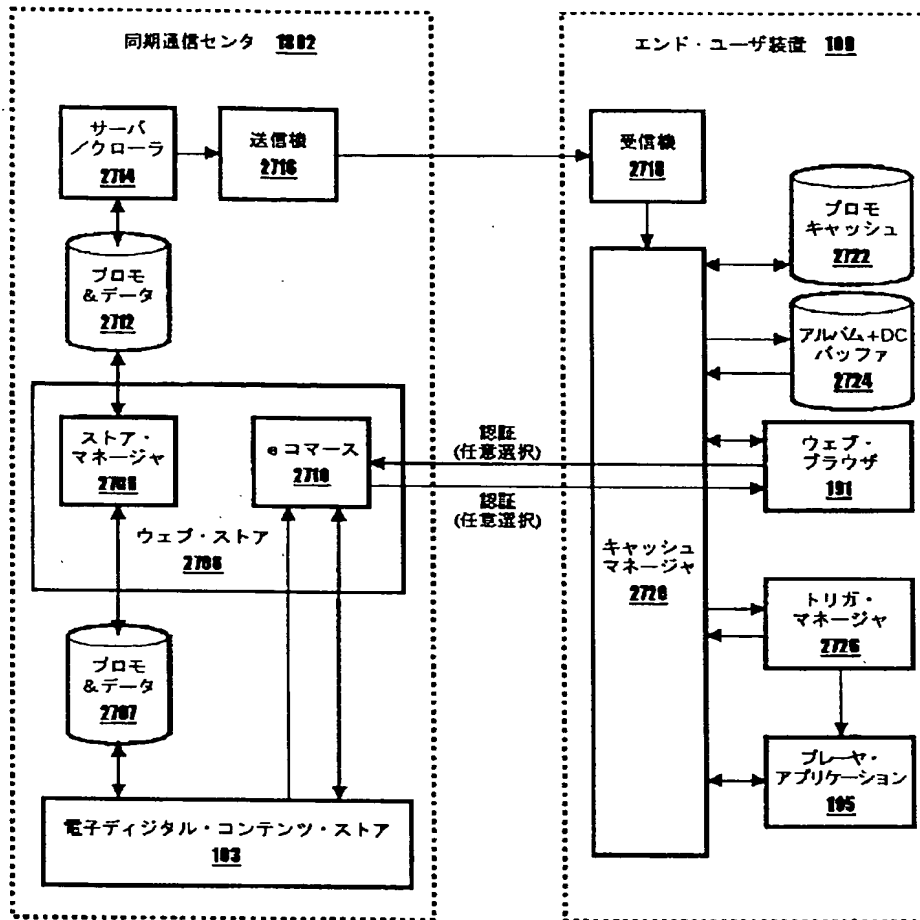 同期通信センタ 1802
エンド・ユーザ装置 100
サーバ
／クローラ
2714
送信機
2716
受信機
2718
プロモ
キャッシュ
2722
プロモ
&データ
2712
アルバム+DC
バッファ
2724
ストア・
マネージャ
2708
eコマース
2710
認証
(任意選択)
認証
(任意選択)
ウェブ・
ブラウザ
191
ウェブ・ストア
2706
キャッシュ
マネージャ
2720
トリガ・
マネージャ
2726
プロモ
&データ
2707
プレーヤ・
アプリケーション
195
電子ディジタル・コンテンツ・ストア
103